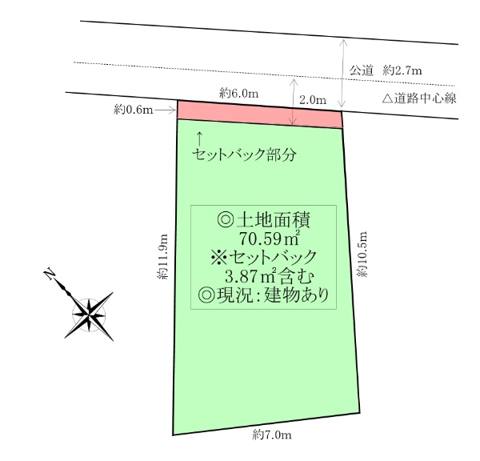 公道 約2.7m
約6.0m
2.0m
△道路中心線
約0.6m
↑
セットバック部分
◎土地面積
70.59㎡
※セットバック
3.87㎡含む
◎現況：建物あり
約11.9m
約10.5m
N
約7.0m